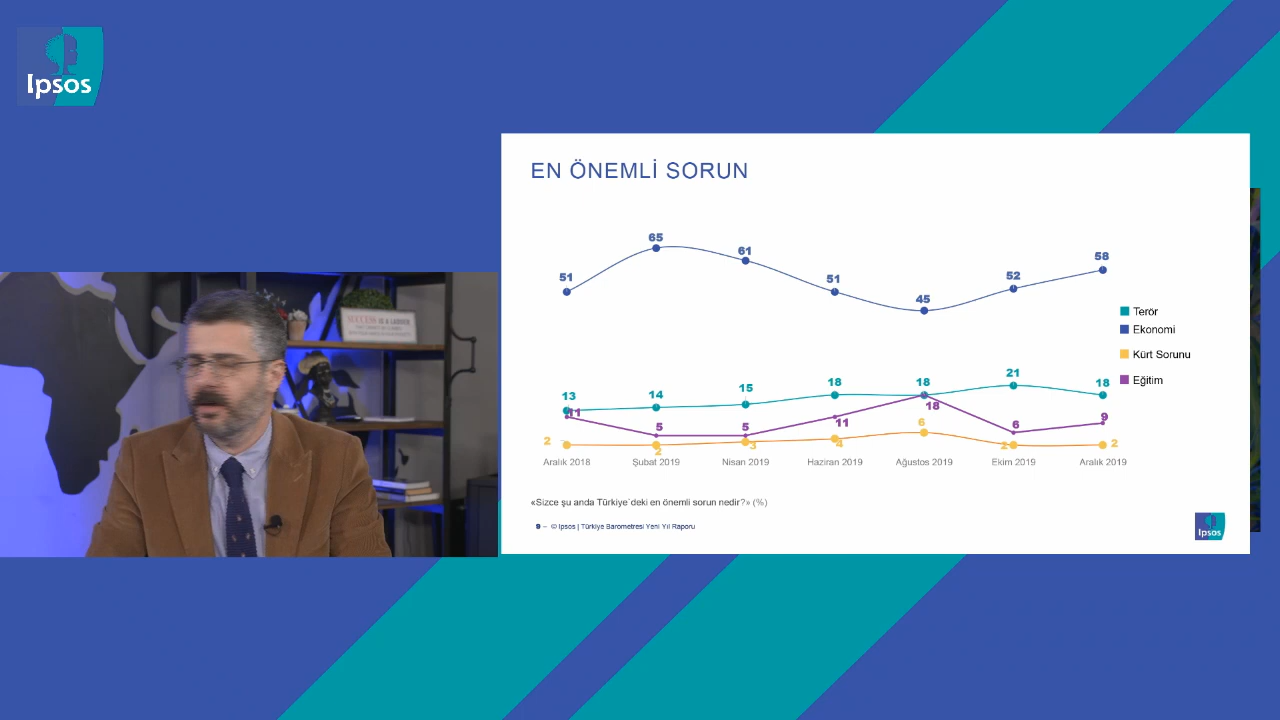 Ipsos
EN ÖNEMLİ SORUN
65
61
58
51
51
52
45
Terör
Ekonomi
Kürt Sorunu
Eğitim
13
14
15
18
18
21
18
11
5
5
11
18
6
9
2
2
3
4
6
2
2
Aralık 2018
Şubat 2019
Nisan 2019
Haziran 2019
Ağustos 2019
Ekim 2019
Aralık 2019
«Sizce şu anda Türkiye´deki en önemli sorun nedir?» (%)
9 – © Ipsos | Türkiye Barometresi Yeni Yıl Raporu
Ipsos
SUCCESS IS A LADDER